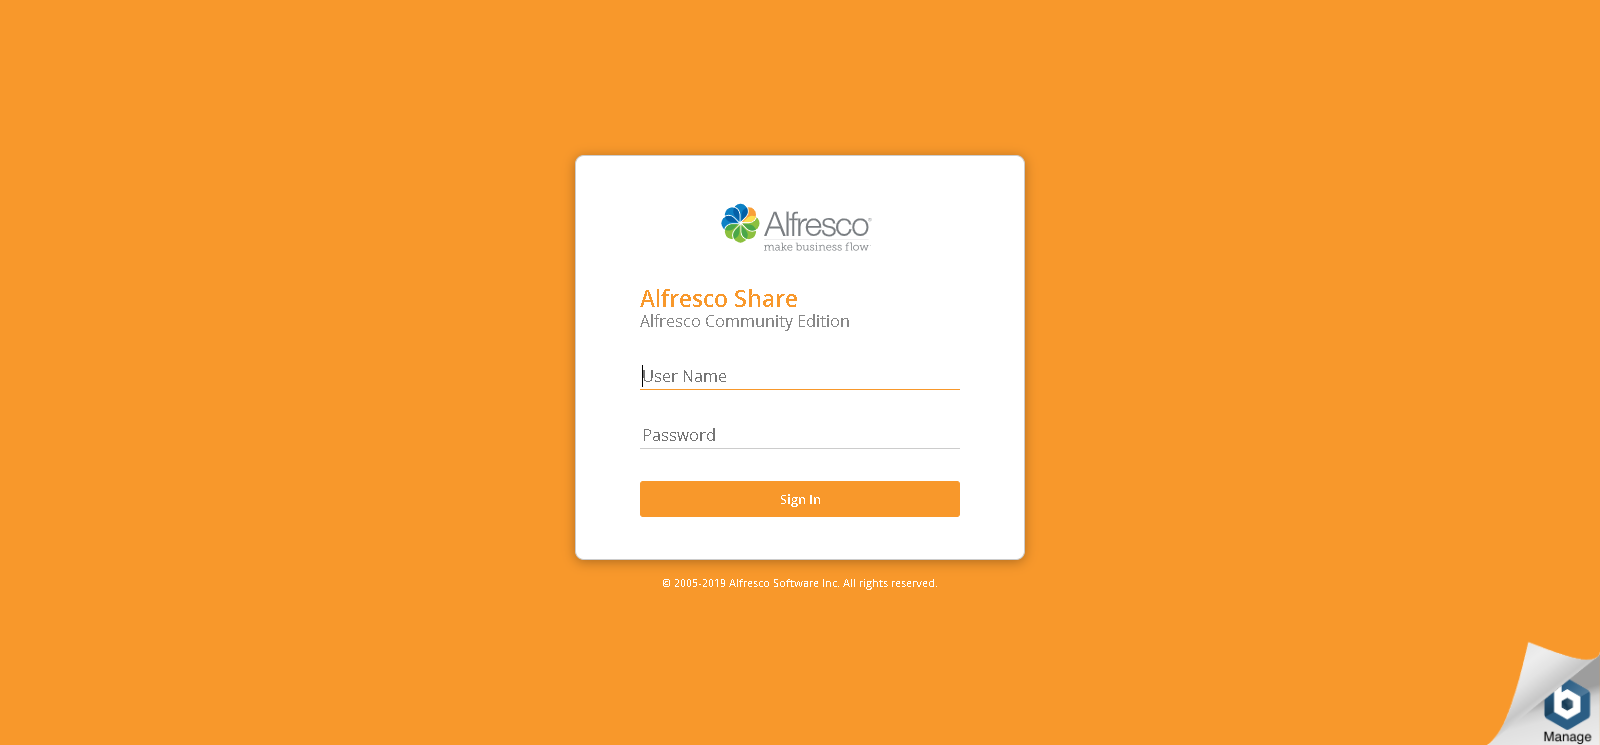 Alfresco®
make business flow
Alfresco Share
Alfresco Community Edition
User Name
Password
Sign In
© 2005-2019 Alfresco Software Inc. All rights reserved.
Manage